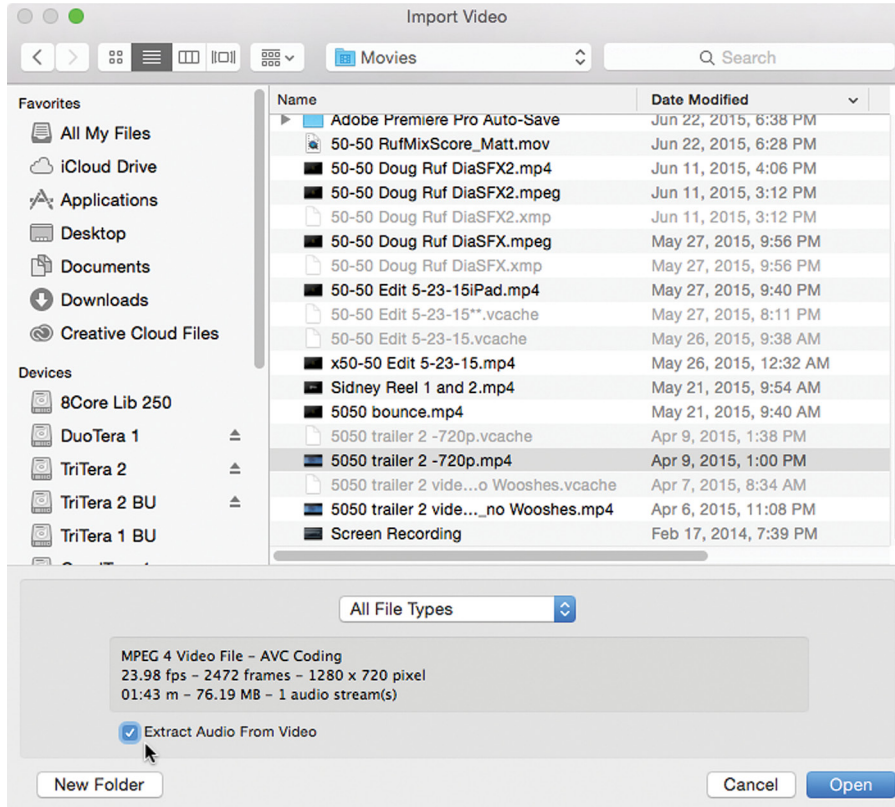 Import Video
Movies
Search
Favorites
All My Files
iCloud Drive
Applications
Desktop
Documents
Downloads
Creative Cloud Files
Devices
8Core Lib 250
DuoTera 1
TriTera 2
TriTera 2 BU
TriTera 1 BU
Name Date Modified
Adobe Premiere Pro Auto-Save Jun 22, 2015, 6:38 PM
50-50 RufMixScore_Matt.mov Jun 22, 2015, 6:28 PM
50-50 Doug Ruf DiaSFX2.mp4 Jun 11, 2015, 4:06 PM
50-50 Doug Ruf DiaSFX2.mpeg Jun 11, 2015, 3:12 PM
50-50 Doug Ruf DiaSFX2.xmp Jun 11, 2015, 3:12 PM
50-50 Doug Ruf DiaSFX.mpeg May 27, 2015, 9:56 PM
50-50 Doug Ruf DiaSFX.xmp May 27, 2015, 9:56 PM
50-50 Edit 5-23-15iPad.mp4 May 27, 2015, 9:40 PM
50-50 Edit 5-23-15**.vcache May 27, 2015, 8:11 PM
50-50 Edit 5-23-15.vcache May 26, 2015, 9:38 AM
x50-50 Edit 5-23-15.mp4 May 26, 2015, 12:32 AM
Sidney Reel 1 and 2.mp4 May 21, 2015, 9:54 AM
5050 bounce.mp4 May 21, 2015, 9:40 AM
5050 trailer 2 -720p.vcache Apr 9, 2015, 1:38 PM
5050 trailer 2 -720p.mp4 Apr 9, 2015, 1:00 PM
5050 trailer 2 vide...o Wooshes.vcache Apr 7, 2015, 8:34 AM
5050 trailer 2 vide..._no Wooshes.mp4 Apr 6, 2015, 11:08 PM
Screen Recording Feb 17, 2014, 7:39 PM
All File Types
MPEG 4 Video File – AVC Coding
23.98 fps – 2472 frames – 1280 x 720 pixel
01:43 m – 76.19 MB – 1 audio stream(s)
Extract Audio From Video
New Folder
Cancel
Open